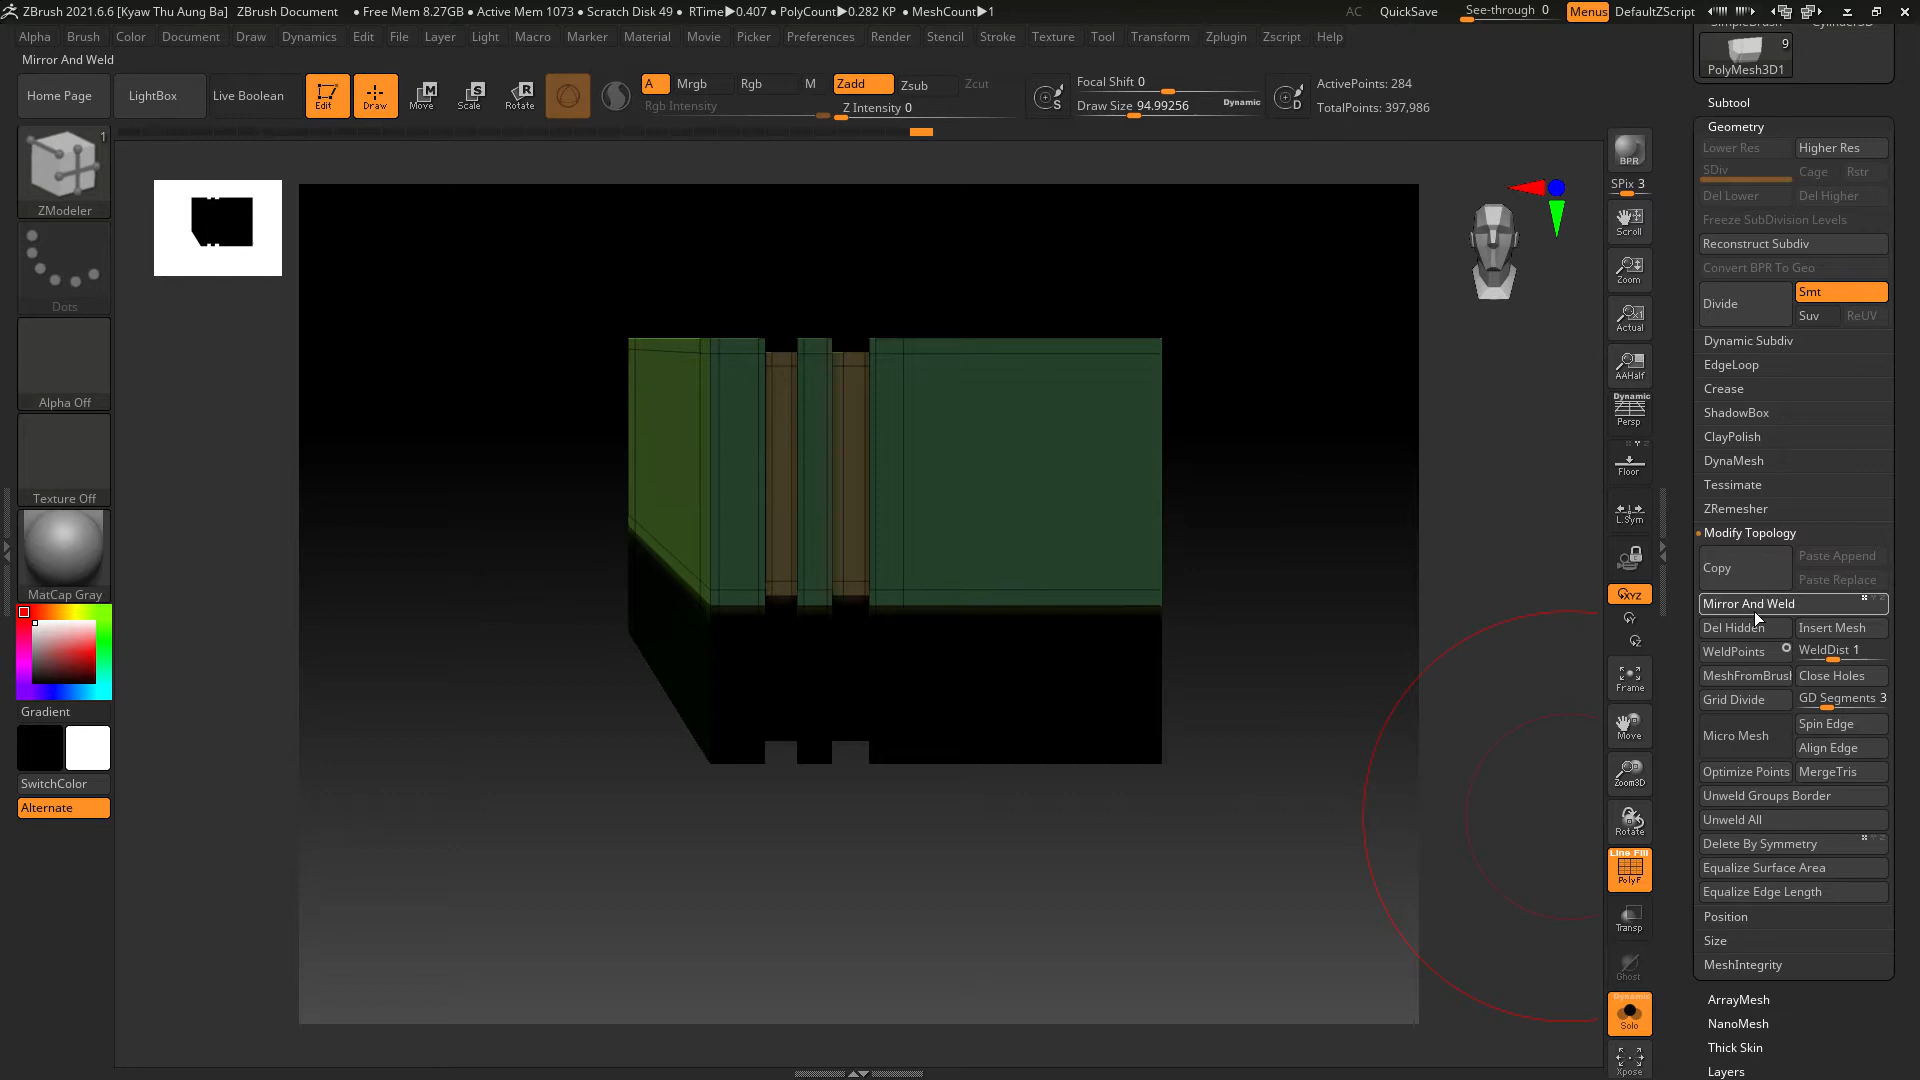 ZBrush 2021.6.6 [Kyaw Thu Aung Ba] ZBrush Document • Free Mem 8.27GB • Active Mem 1073 • Scratch Disk 49 • RTime▶0.407 • PolyCount▶0.282 KP • MeshCount▶1 AC QuickSave See-through 0 Menus DefaultZScript
Alpha Brush Color Document Draw Dynamics Edit File Layer Light Macro Marker Material Movie Picker Preferences Render Stencil Stroke Texture Tool Transform Zplugin Zscript Help
Mirror And Weld
Home Page LightBox Live Boolean Edit Draw Move Scale Rotate
A Mrgb Rgb M Zadd Zsub Zcut
Rgb Intensity Z Intensity 0
Focal Shift 0
Draw Size 94.99256 Dynamic
S
D
ActivePoints: 284
TotalPoints: 397,986
1
ZModeler
Dots
Alpha Off
Texture Off
MatCap Gray
Gradient
SwitchColor
Alternate
BPR
SPix 3
Scroll
Zoom
Actual
AAHalf
Dynamic
Persp
Floor
L.Sym
XYZ
Y
Z
Frame
Move
Zoom3D
Rotate
Line Fill
PolyF
Transp
Ghost
Dynamic
Solo
Xpose
9
PolyMesh3D1
Subtool
Geometry
Lower Res Higher Res
SDiv Cage Rstr
Del Lower Del Higher
Freeze SubDivision Levels
Reconstruct Subdiv
Convert BPR To Geo
Divide Smt
Suv ReUV
Dynamic Subdiv
EdgeLoop
Crease
ShadowBox
ClayPolish
DynaMesh
Tessimate
ZRemesher
Modify Topology
Copy Paste Append
Paste Replace
Mirror And Weld
Del Hidden Insert Mesh
WeldPoints WeldDist 1
MeshFromBrush Close Holes
Grid Divide GD Segments 3
Micro Mesh Spin Edge
Align Edge
Optimize Points MergeTris
Unweld Groups Border
Unweld All
Delete By Symmetry
Equalize Surface Area
Equalize Edge Length
Position
Size
MeshIntegrity
ArrayMesh
NanoMesh
Thick Skin
Layers